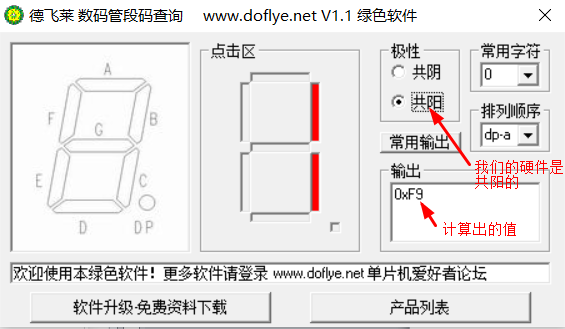 德飞莱 数码管段码查询 www.doflye.net V1.1 绿色软件
A
F
B
G
E
C
D
DP
点击区
极性
共阴
共阳
常用输出
常用字符
0
排列顺序
dp-a
我们的硬件是
共阳的
输出
0xF9
计算出的值
欢迎使用本绿色软件！更多软件请登录 www.doflye.net 单片机爱好者论坛
软件升级·免费资料下载
产品列表